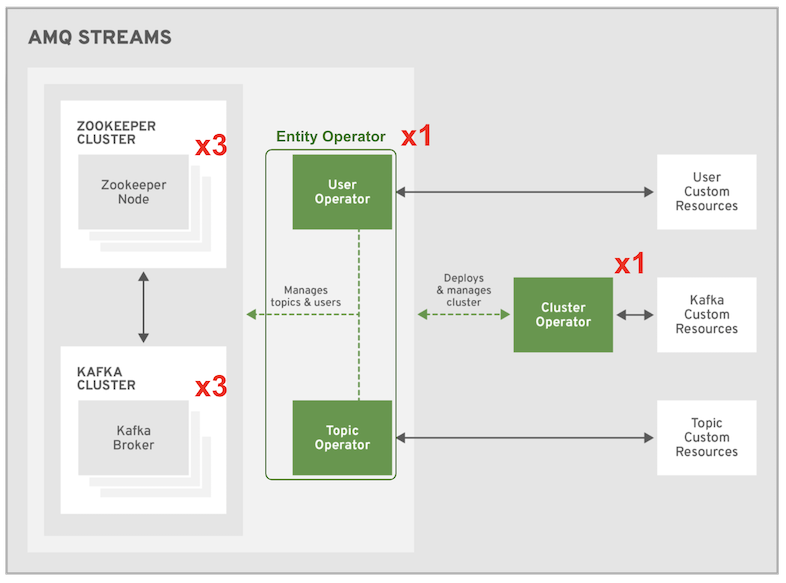 AMQ STREAMS
ZOOKEEPER
CLUSTER
x3
Zookeeper
Node
KAFKA
CLUSTER
x3
Kafka
Broker
Entity Operator
x1
User
Operator
Manages
topics & users
Topic
Operator
Deploys
& manages
cluster
x1
Cluster
Operator
User
Custom
Resources
Kafka
Custom
Resources
Topic
Custom
Resources